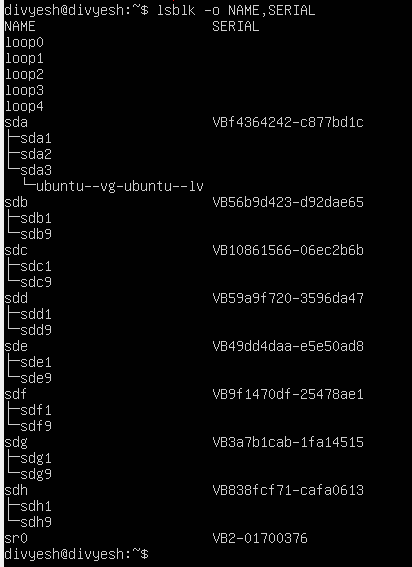 divyesh@divyesh:~$ lsblk -o NAME,SERIAL
NAME                      SERIAL
loop0
loop1
loop2
loop3
loop4
sda                       VBf4364242-c877bd1c
├─sda1
├─sda2
└─sda3
  └─ubuntu--vg-ubuntu--lv
sdb                       VB56b9d423-d92dae65
├─sdb1
└─sdb9
sdc                       VB10861566-06ec2b6b
├─sdc1
└─sdc9
sdd                       VB59a9f720-3596da47
├─sdd1
└─sdd9
sde                       VB49dd4daa-e5e50ad8
├─sde1
└─sde9
sdf                       VB9f1470df-25478ae1
├─sdf1
└─sdf9
sdg                       VB3a7b1cab-1fa14515
├─sdg1
└─sdg9
sdh                       VB838fcf71-cafa0613
├─sdh1
└─sdh9
sr0                       VB2-01700376
divyesh@divyesh:~$